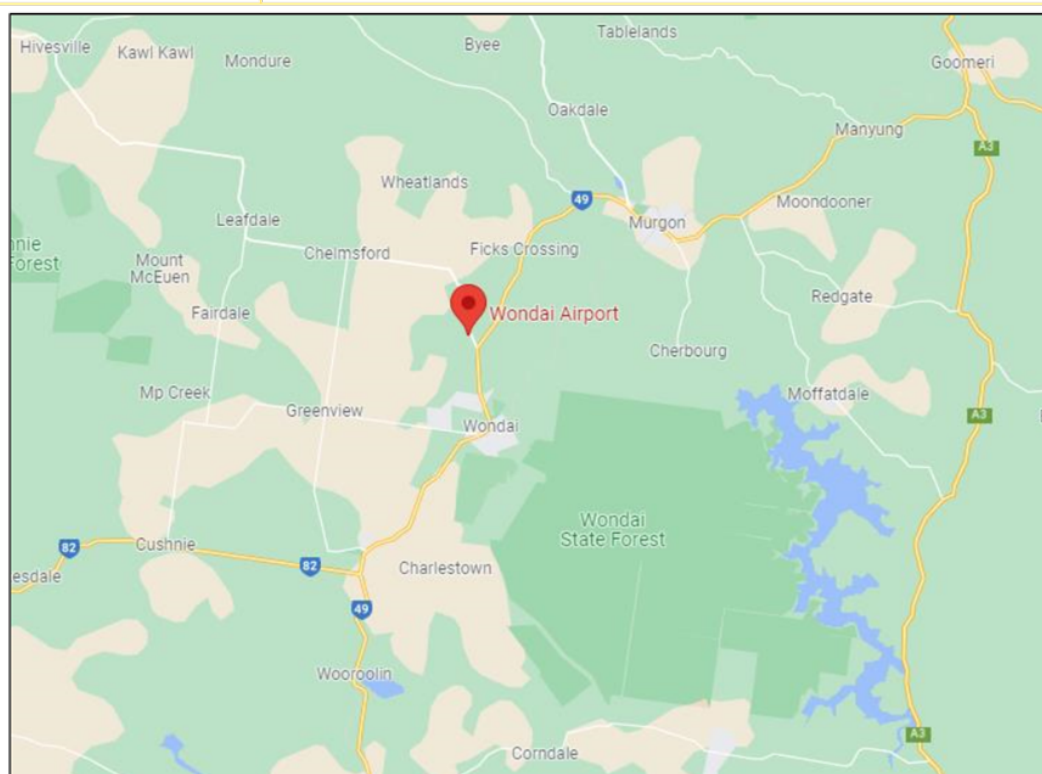 Tablelands
Hivesville
Kawl Kawl
Byee
Mondure
Goomeri
Oakdale
Manyung
A3
Wheatlands
49
Moondooner
Leafdale
Murgon
nnie
Forest
Chelmsford
Ficks Crossing
Mount
McEuen
Redgate
Fairdale
Wondai Airport
Cherbourg
Mp Creek
Moffatdale
Greenview
A3
Wondai
Wondai
State Forest
82
Cushnie
82
esdale
Charlestown
49
Wooroolin
A3
Corndale